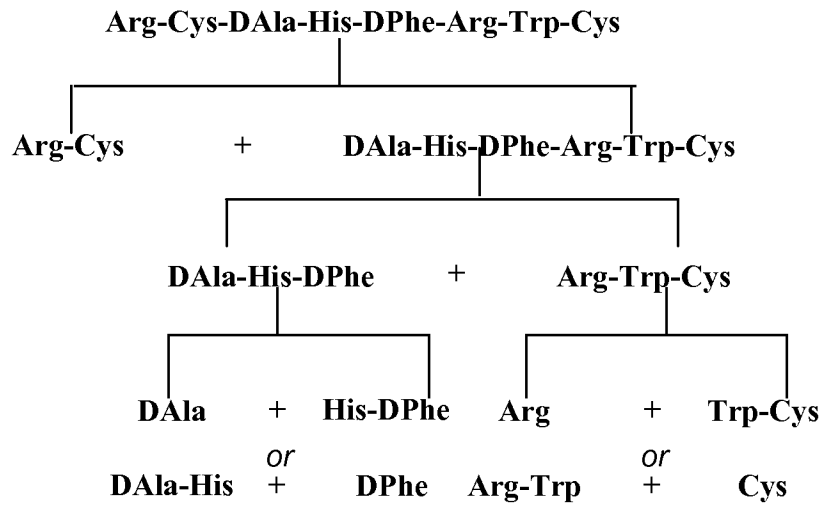 Arg-Cys-DAla-His-DPhe-Arg-Trp-Cys
Arg-Cys + DAla-His-DPhe-Arg-Trp-Cys
DAla-His-DPhe + Arg-Trp-Cys
DAla + His-DPhe Arg + Trp-Cys
or or
DAla-His + DPhe Arg-Trp + Cys